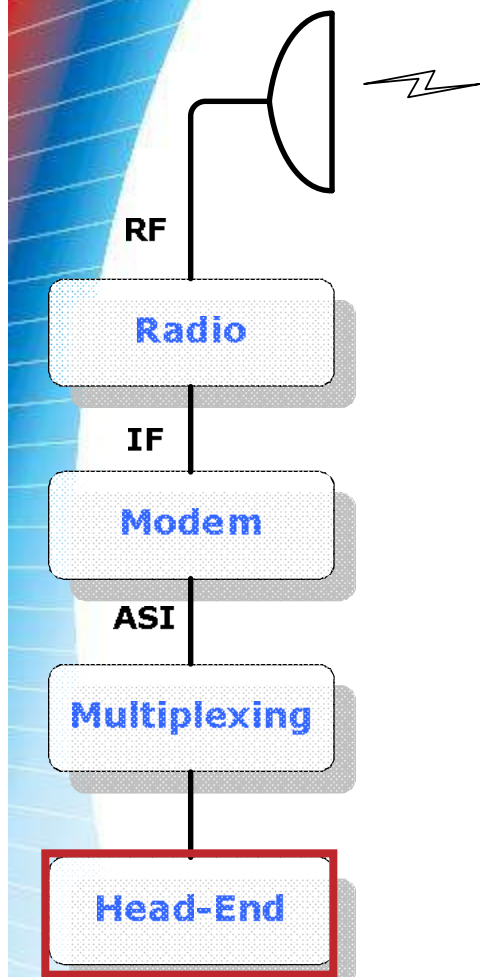 RF
Radio
IF
Modem
ASI
Multiplexing
Head-End